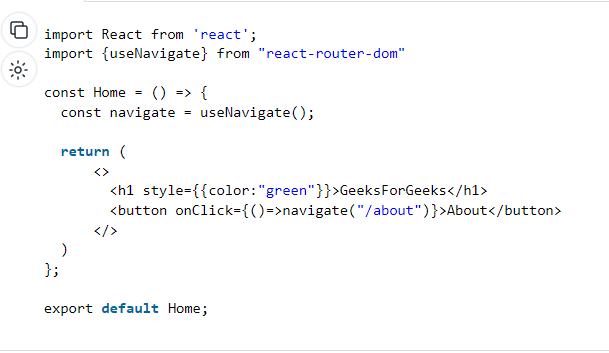 import React from 'react';
import {useNavigate} from "react-router-dom"
const Home = () => {
const navigate = useNavigate();
return (
<>
<h1 style={{color:"green"}}>GeeksForGeeks</h1>
<button onClick={()=>navigate("/about")}>About</button>
</>
)
};
export default Home;